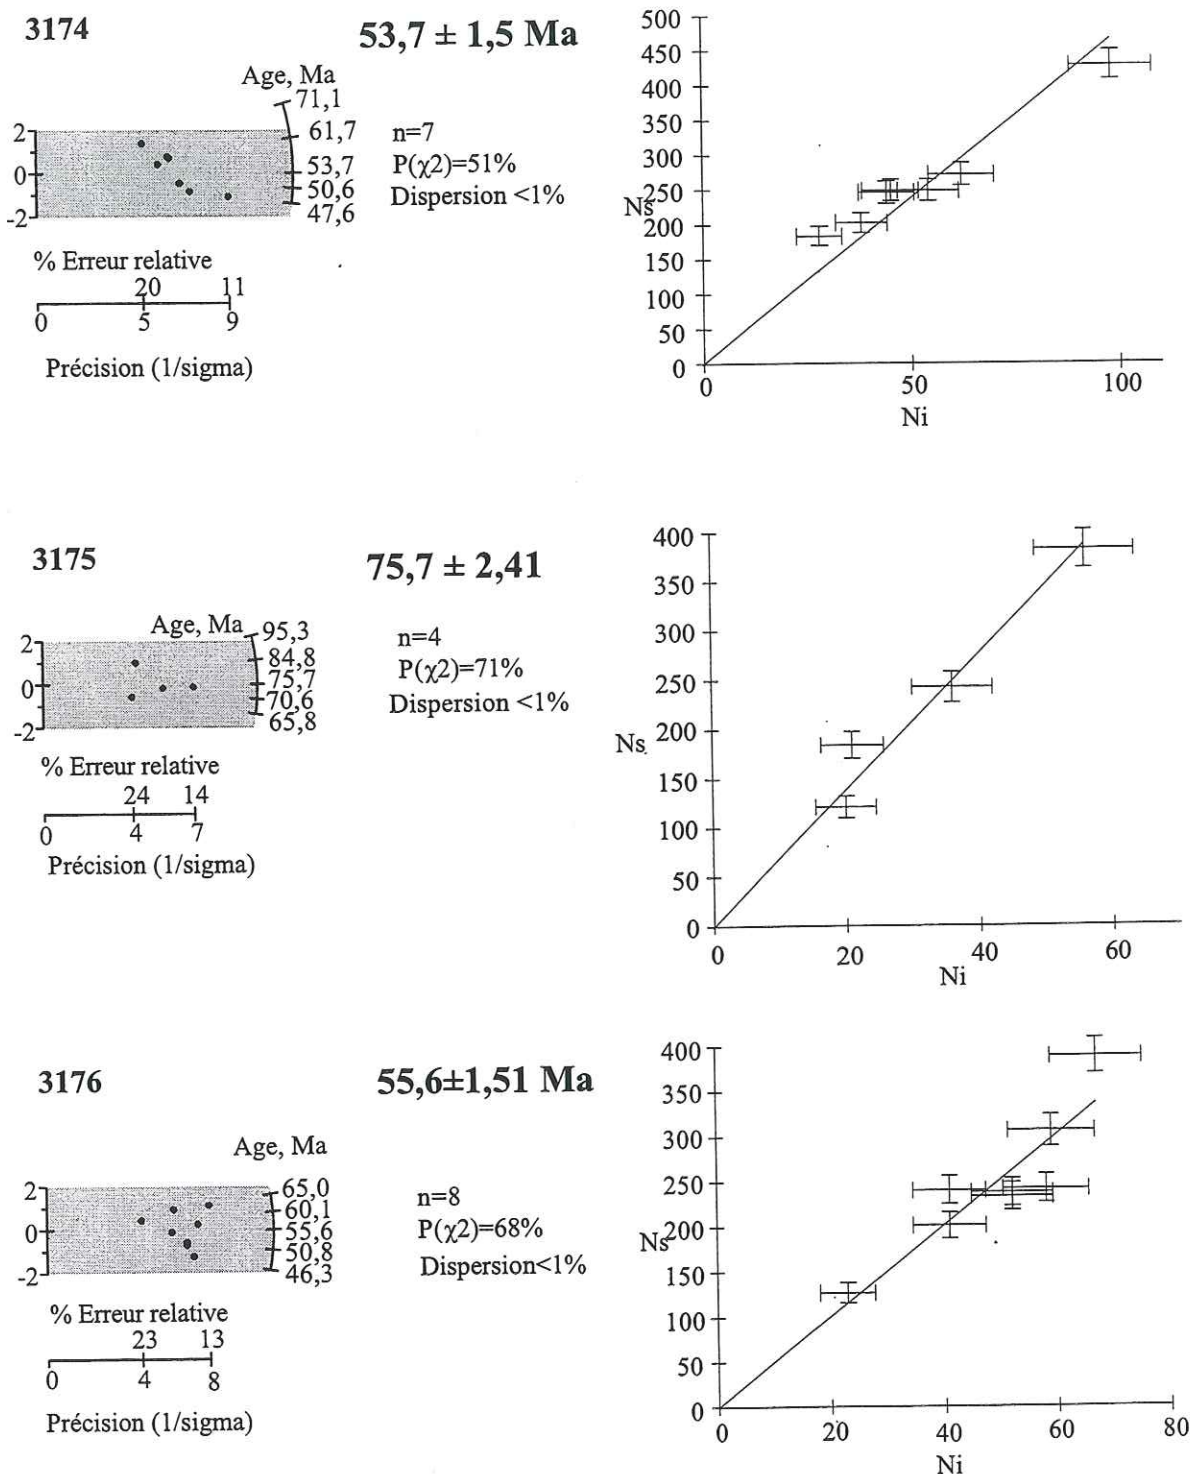 3174
53,7 ± 1,5 Ma
Age, Ma
71,1
61,7
53,7
50,6
47,6
2
0
-2
n=7
P(χ2)=51%
Dispersion <1%
% Erreur relative
20 11
0 5 9
Précision (1/sigma)
500
450
400
350
300
250
200
150
100
50
0
Ns
0 50 100
Ni
3175
75,7 ± 2,41
Age, Ma
95,3
84,8
75,7
70,6
65,8
2
0
-2
n=4
P(χ2)=71%
Dispersion <1%
% Erreur relative
24 14
0 4 7
Précision (1/sigma)
400
350
300
250
200
150
100
50
0
Ns
0 20 40 60
Ni
3176
55,6±1,51 Ma
Age, Ma
65,0
60,1
55,6
50,8
46,3
2
0
-2
n=8
P(χ2)=68%
Dispersion<1%
% Erreur relative
23 13
0 4 8
Précision (1/sigma)
400
350
300
250
200
150
100
50
0
Ns
0 20 40 60 80
Ni